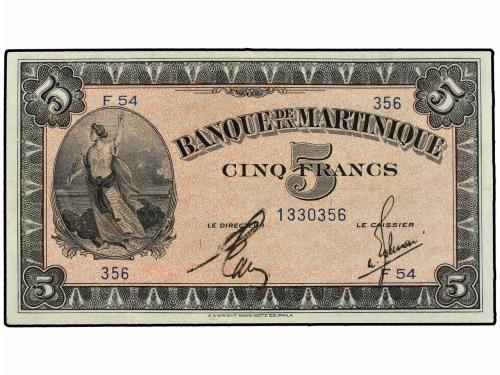 5 5
F 54 356
BANQUE DE LA MARTINIQUE
CINQ 5 FRANCS
LE DIRECTEUR 1330356 LE CAISSIER
356 F 54
5 5
E.A. WRIGHT BANK NOTE CO. PHILA.